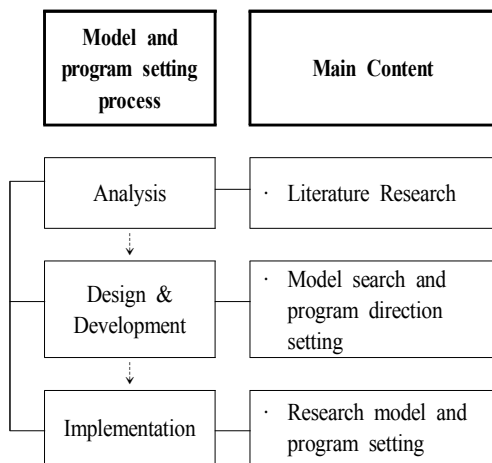 Model and
program setting
process
Main Content
Analysis
· Literature Research
Design &
Development
· Model search and
program direction
setting
Implementation
· Research model and
program setting